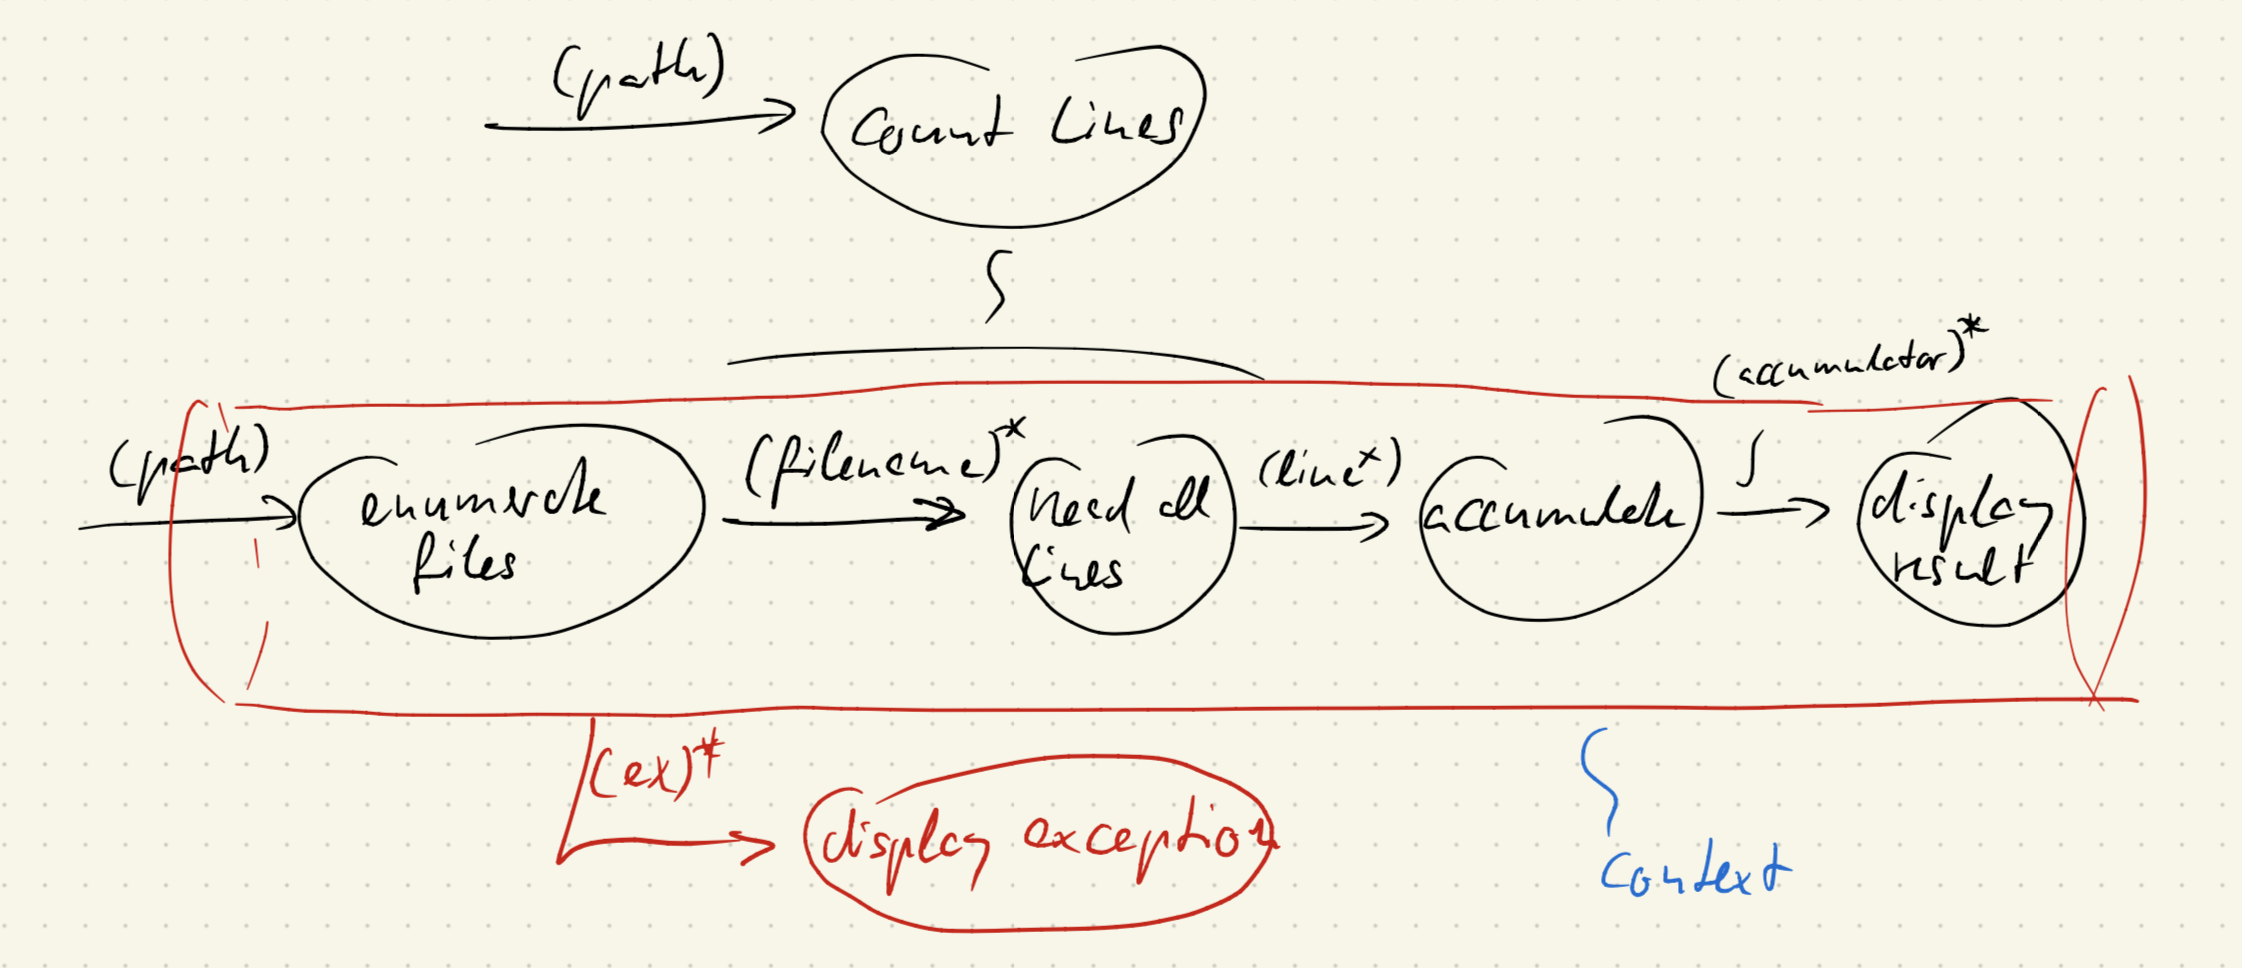 (path)
Count Lines
(accumulator)*
(path)
enumerate
files
(filename)*
read all
lines
(line*)
accumulate
display
result
(ex)*
display exception
context